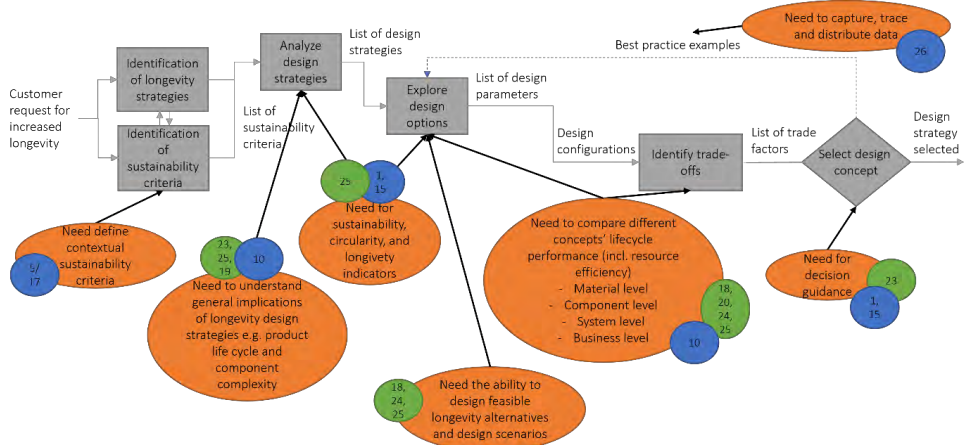 Need to capture, trace
and distribute data
26
Best practice examples
Customer
request for
increased
longevity
Identification
of longevity
strategies
Identification
of
sustainability
criteria
List of
sustainability
criteria
Analyze
design
strategies
List of design
strategies
Explore
design
options
List of design
parameters
Design
configurations
Identify trade-
offs
List of trade
factors
Select design
concept
Design
strategy
selected
Need define
contextual
sustainability
criteria
5/
17
23,
25,
19
10
Need to understand
general implications
of longevity design
strategies e.g. product
life cycle and
component
complexity
25
1,
15
Need for
sustainability,
circularity, and
longivety
indicators
18,
24,
25
Need the ability to
design feasible
longevity alternatives
and design scenarios
Need to compare different
concepts' lifecycle
performance (incl. resource
efficiency)
- Material level
- Component level
- System level
- Business level
18,
20,
24,
25
10
Need for
decision
guidance
23
1,
15